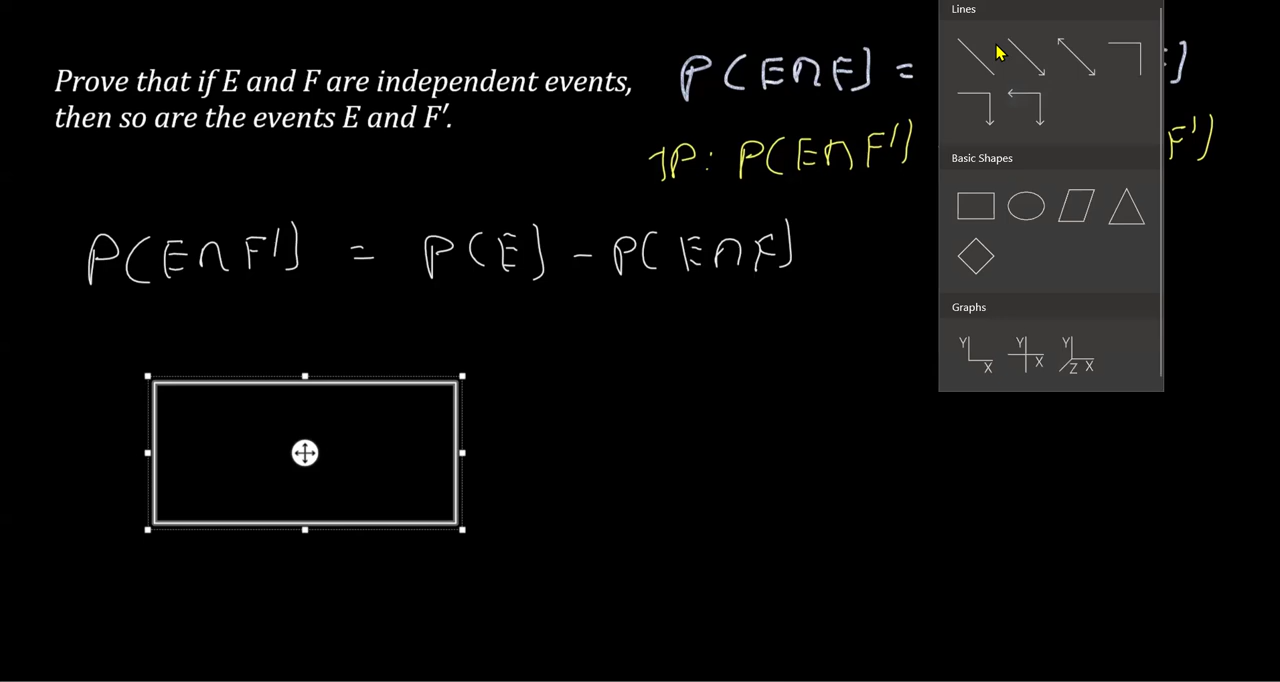 Prove that if E and F are independent events,
then so are the events E and F′.
P(E∩F) =
TP: P(E∩F′) F′)
P(E∩F′) = P(E) - P(E∩F)
Lines
Basic Shapes
Graphs
Y X Y X Y Z X